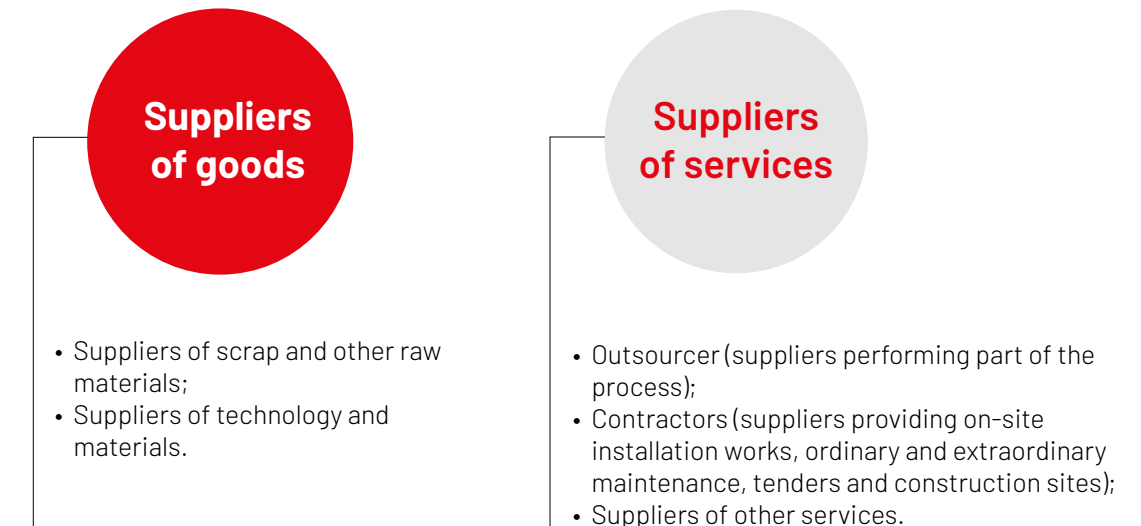 Suppliers
of goods
• Suppliers of scrap and other raw
materials;
• Suppliers of technology and
materials.
Suppliers
of services
• Outsourcer (suppliers performing part of the
process);
• Contractors (suppliers providing on-site
installation works, ordinary and extraordinary
maintenance, tenders and construction sites);
• Suppliers of other services.